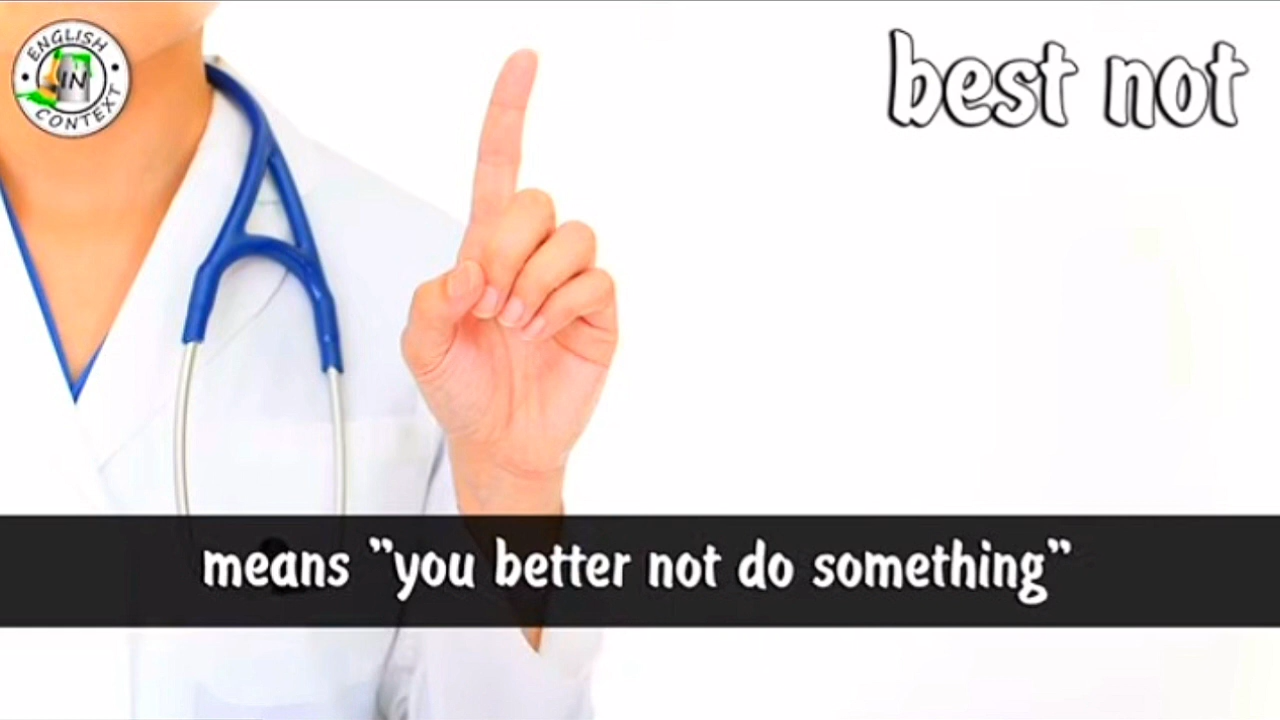 ENGLISH
IN
CONTEXT
best not
means "you better not do something"